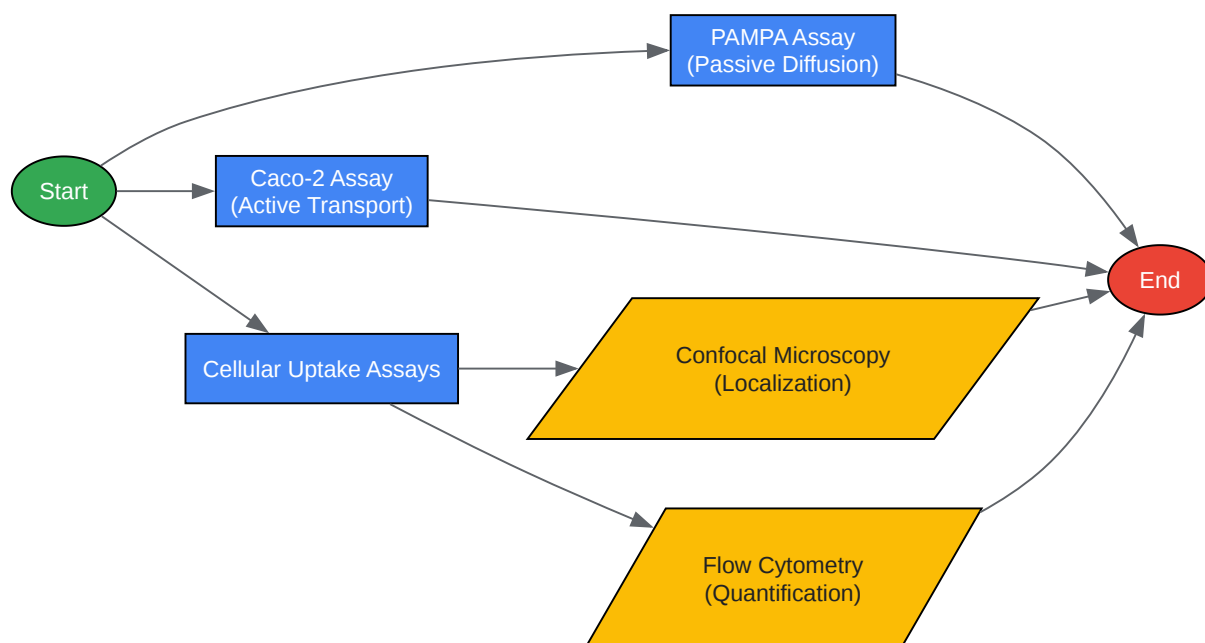 PAMPA Assay
(Passive Diffusion)
Start
Caco-2 Assay
(Active Transport)
End
Cellular Uptake Assays
Confocal Microscopy
(Localization)
Flow Cytometry
(Quantification)